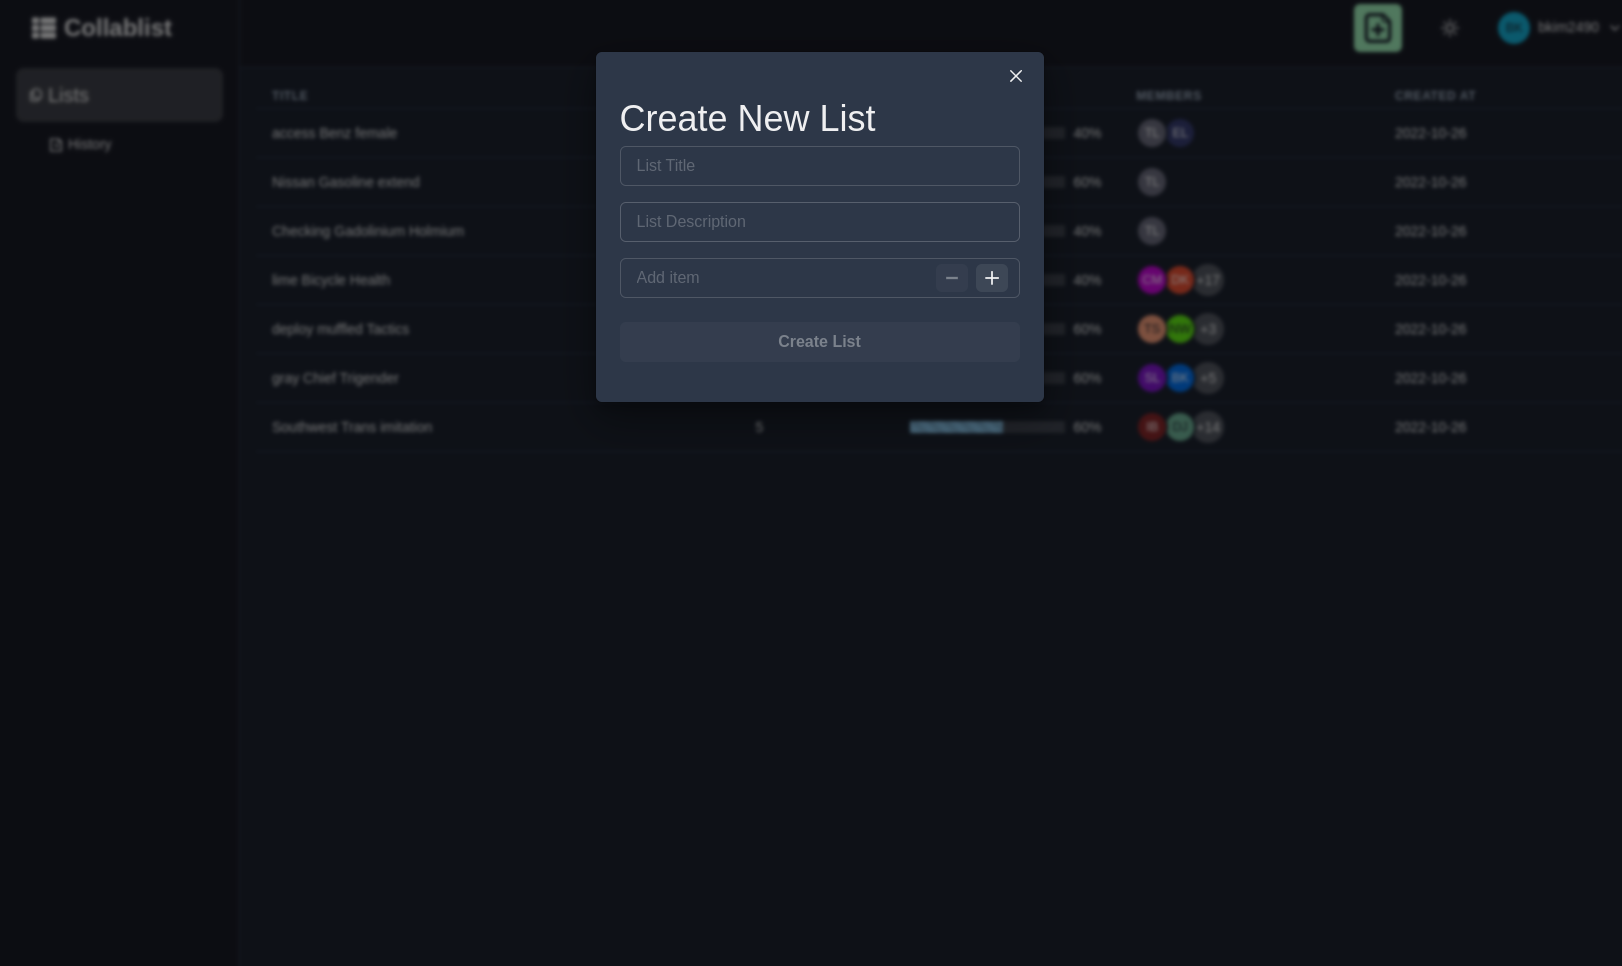 Collablist
bkim2490
Lists
History
Create New List
List Title
List Description
Add item
Create List
TITLE
MEMBERS
CREATED AT
access Benz female
40%
TL
EL
2022-10-26
Nissan Gasoline extend
60%
TL
2022-10-26
Checking Gadolinium Holmium
40%
TL
2022-10-26
lime Bicycle Health
40%
CM
DK
+17
2022-10-26
deploy muffled Tactics
60%
TS
NW
+3
2022-10-26
gray Chief Trigender
60%
BK
+5
2022-10-26
Southwest Trans imitation
5
60%
+14
2022-10-26